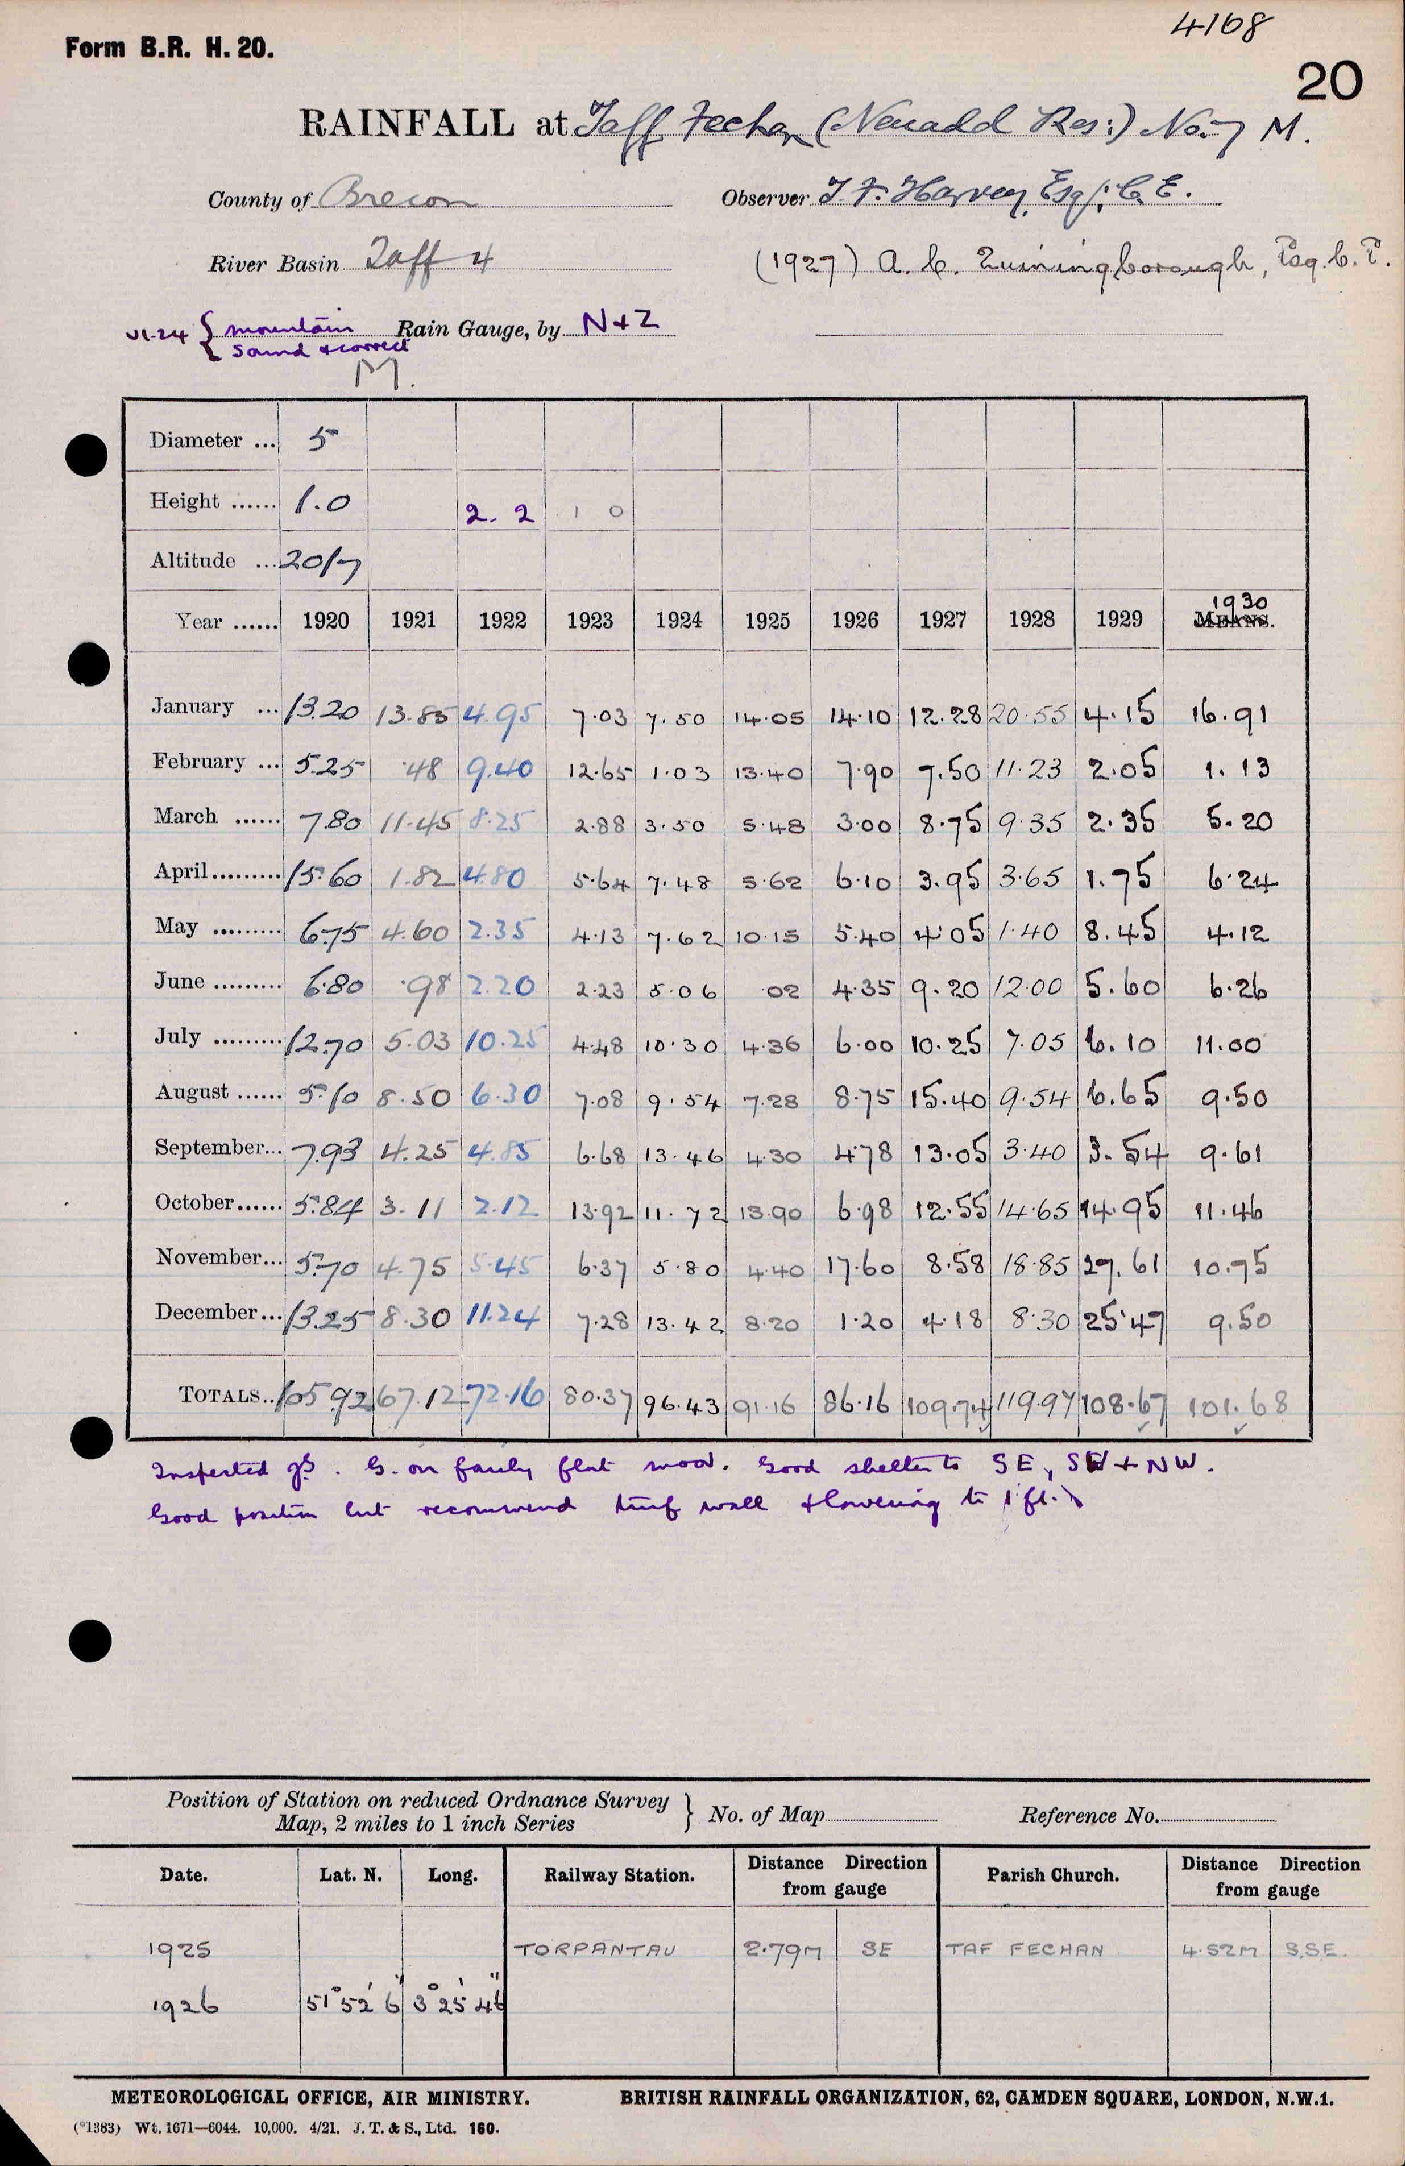 4168
Form B.R. H. 20.
20
RAINFALL at Taff Fechan (Neuadd Res:) No. 7 M.
County of Brecon Observer T. F. Harvey, Esq., C.E.
River Basin Taff 4 (1927) A. C. Esq. C.E.
VI.24 { mountain Rain Gauge, by N+Z
{ sound & correct
M.
Diameter ... 5
Height ...... 1.0 2.2 1 0
Altitude ... 2017
Year ...... 1920 1921 1922 1923 1924 1925 1926 1927 1928 1929 MEANS. 1930
January ... 13.20 13.85 4.95 7.03 7.50 14.05 14.10 12.28 20.55 4.15 16.91
February ... 5.25 .48 9.40 12.65 1.03 13.40 7.90 7.50 11.23 2.05 1.13
March ...... 7.80 11.45 8.25 2.88 3.50 5.48 3.00 8.75 9.35 2.35 5.20
April......... 15.60 1.82 4.80 5.64 7.48 5.62 6.10 3.95 3.65 1.75 6.24
May ......... 6.75 4.60 2.35 4.13 7.62 10.15 5.40 4.05 1.40 8.45 4.12
June ......... 6.80 .98 2.20 2.23 5.06 .02 4.35 9.20 12.00 5.60 6.26
July ......... 12.70 5.03 10.25 4.48 10.30 4.36 6.00 10.25 7.05 6.10 11.00
August ...... 5.10 8.50 6.30 7.08 9.54 7.28 8.75 15.40 9.54 6.65 9.50
September... 7.93 4.25 4.85 6.68 13.46 4.30 4.78 13.05 3.40 3.54 9.61
October...... 5.84 3.11 2.12 13.92 11.72 13.90 6.98 12.55 14.65 14.95 11.46
November... 5.70 4.75 5.45 6.37 5.80 4.40 17.60 8.58 18.85 27.61 10.75
December... 13.25 8.30 11.24 7.28 13.42 8.20 1.20 4.18 8.30 25.47 9.50
TOTALS.. 105.92 67.12 72.16 80.37 96.43 91.16 86.16 109.74 119.97 108.67 101.68
Inspected G. on fairly flat moor. Good shelter to SE, SW + NW.
Good position but recommend turf wall & lowering to 1 ft.
Position of Station on reduced Ordnance Survey
Map, 2 miles to 1 inch Series } No. of Map Reference No.
Date. Lat. N. Long. Railway Station. Distance Direction from gauge Parish Church. Distance Direction from gauge
1925 TORPANTAU 2.79M SE TAF FECHAN 4.52M S.SE.
1926 51° 52' 6" 3° 25' 46"
METEOROLOGICAL OFFICE, AIR MINISTRY. BRITISH RAINFALL ORGANIZATION, 62, CAMDEN SQUARE, LONDON, N.W.1.
(*1383) Wt. 1671—6044. 10,000. 4/21. J. T. & S., Ltd. 160.